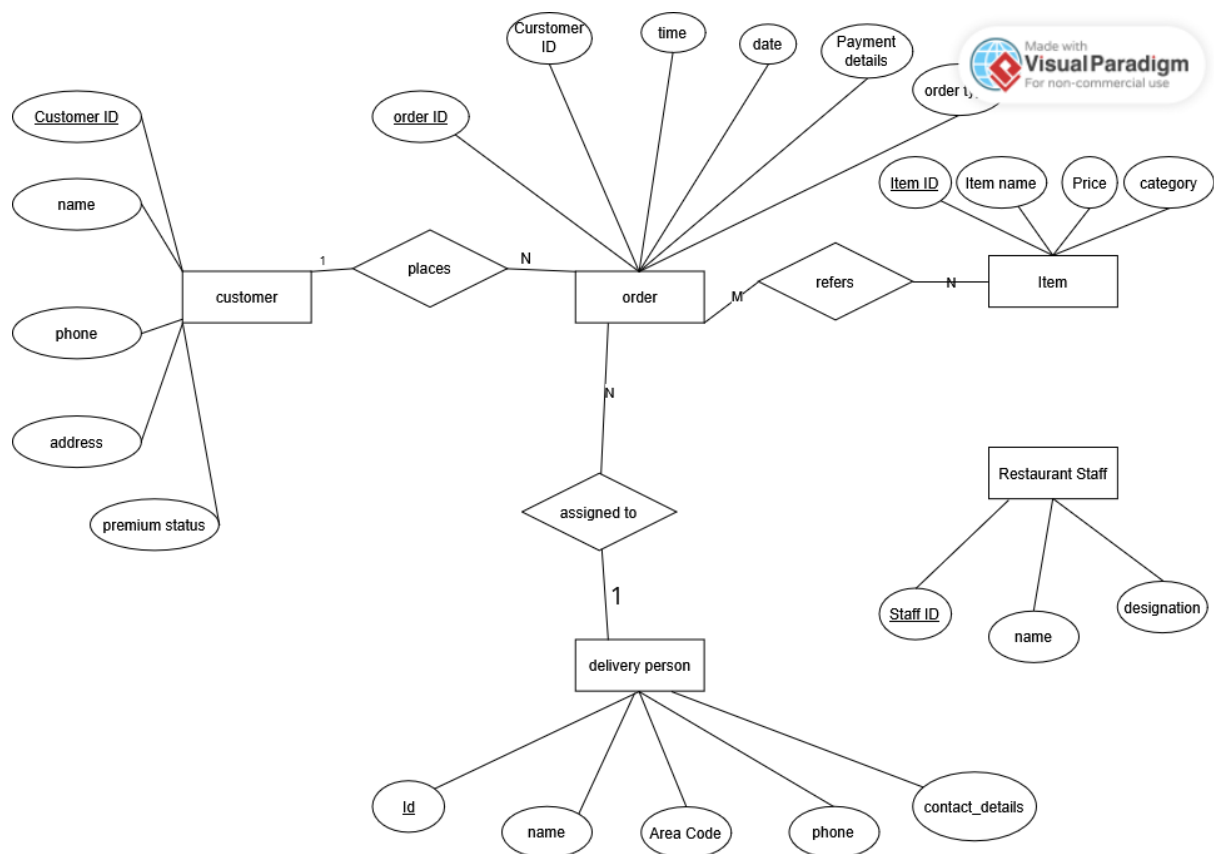 Curstomer
ID
time
date
Payment
details
Made with
VisualParadigm
For non-commercial use
order
Customer ID
order ID
Item ID
Item name
Price
category
name
places
1
N
customer
order
refers
M
N
Item
phone
N
address
Restaurant Staff
premium status
assigned to
1
Staff ID
name
designation
delivery person
Id
name
Area Code
phone
contact_details